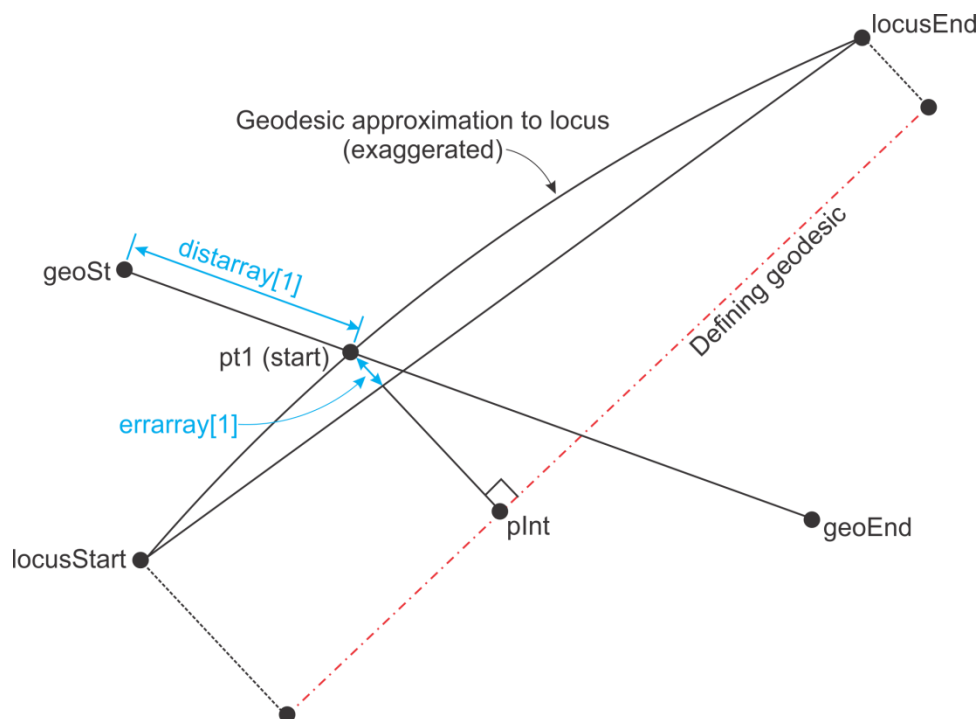 locusEnd
Geodesic approximation to locus
(exaggerated)
Defining geodesic
distarray[1]
geoSt
pt1 (start)
errarray[1]
pInt
geoEnd
locusStart